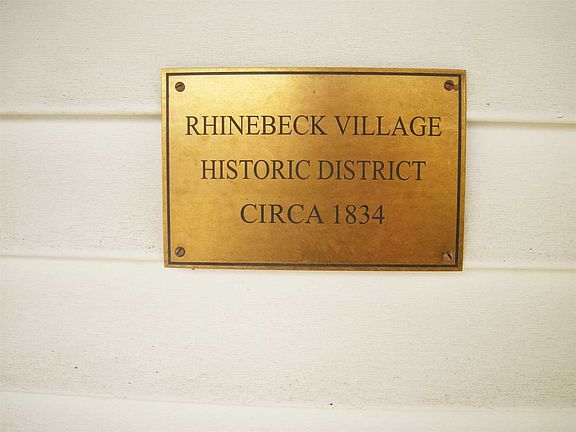 RHINEBECK VILLAGE
HISTORIC DISTRICT
CIRCA 1834